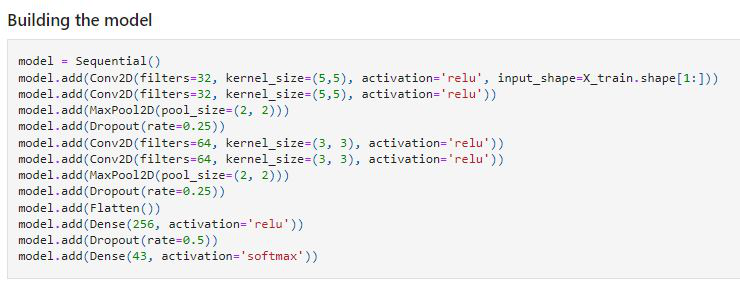 Building the model
model = Sequential()
model.add(Conv2D(filters=32, kernel_size=(5,5), activation='relu', input_shape=X_train.shape[1:]))
model.add(Conv2D(filters=32, kernel_size=(5,5), activation='relu'))
model.add(MaxPool2D(pool_size=(2, 2)))
model.add(Dropout(rate=0.25))
model.add(Conv2D(filters=64, kernel_size=(3, 3), activation='relu'))
model.add(Conv2D(filters=64, kernel_size=(3, 3), activation='relu'))
model.add(MaxPool2D(pool_size=(2, 2)))
model.add(Dropout(rate=0.25))
model.add(Flatten())
model.add(Dense(256, activation='relu'))
model.add(Dropout(rate=0.5))
model.add(Dense(43, activation='softmax'))